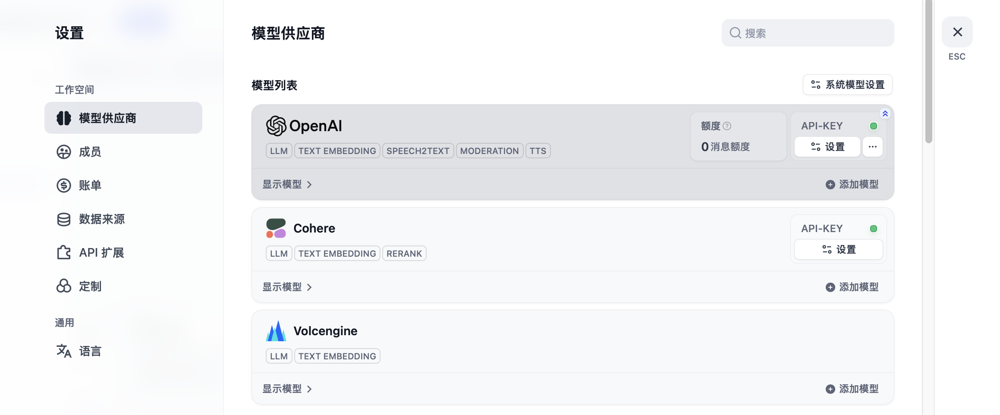 设置
工作空间
模型供应商
成员
账单
数据来源
API 扩展
定制
通用
语言
模型供应商
搜索
ESC
模型列表
系统模型设置
OpenAI
LLM TEXT EMBEDDING SPEECH2TEXT MODERATION TTS
额度
0 消息额度
API-KEY
设置
显示模型
添加模型
Cohere
LLM TEXT EMBEDDING RERANK
API-KEY
设置
显示模型
添加模型
Volcengine
LLM TEXT EMBEDDING
显示模型
添加模型